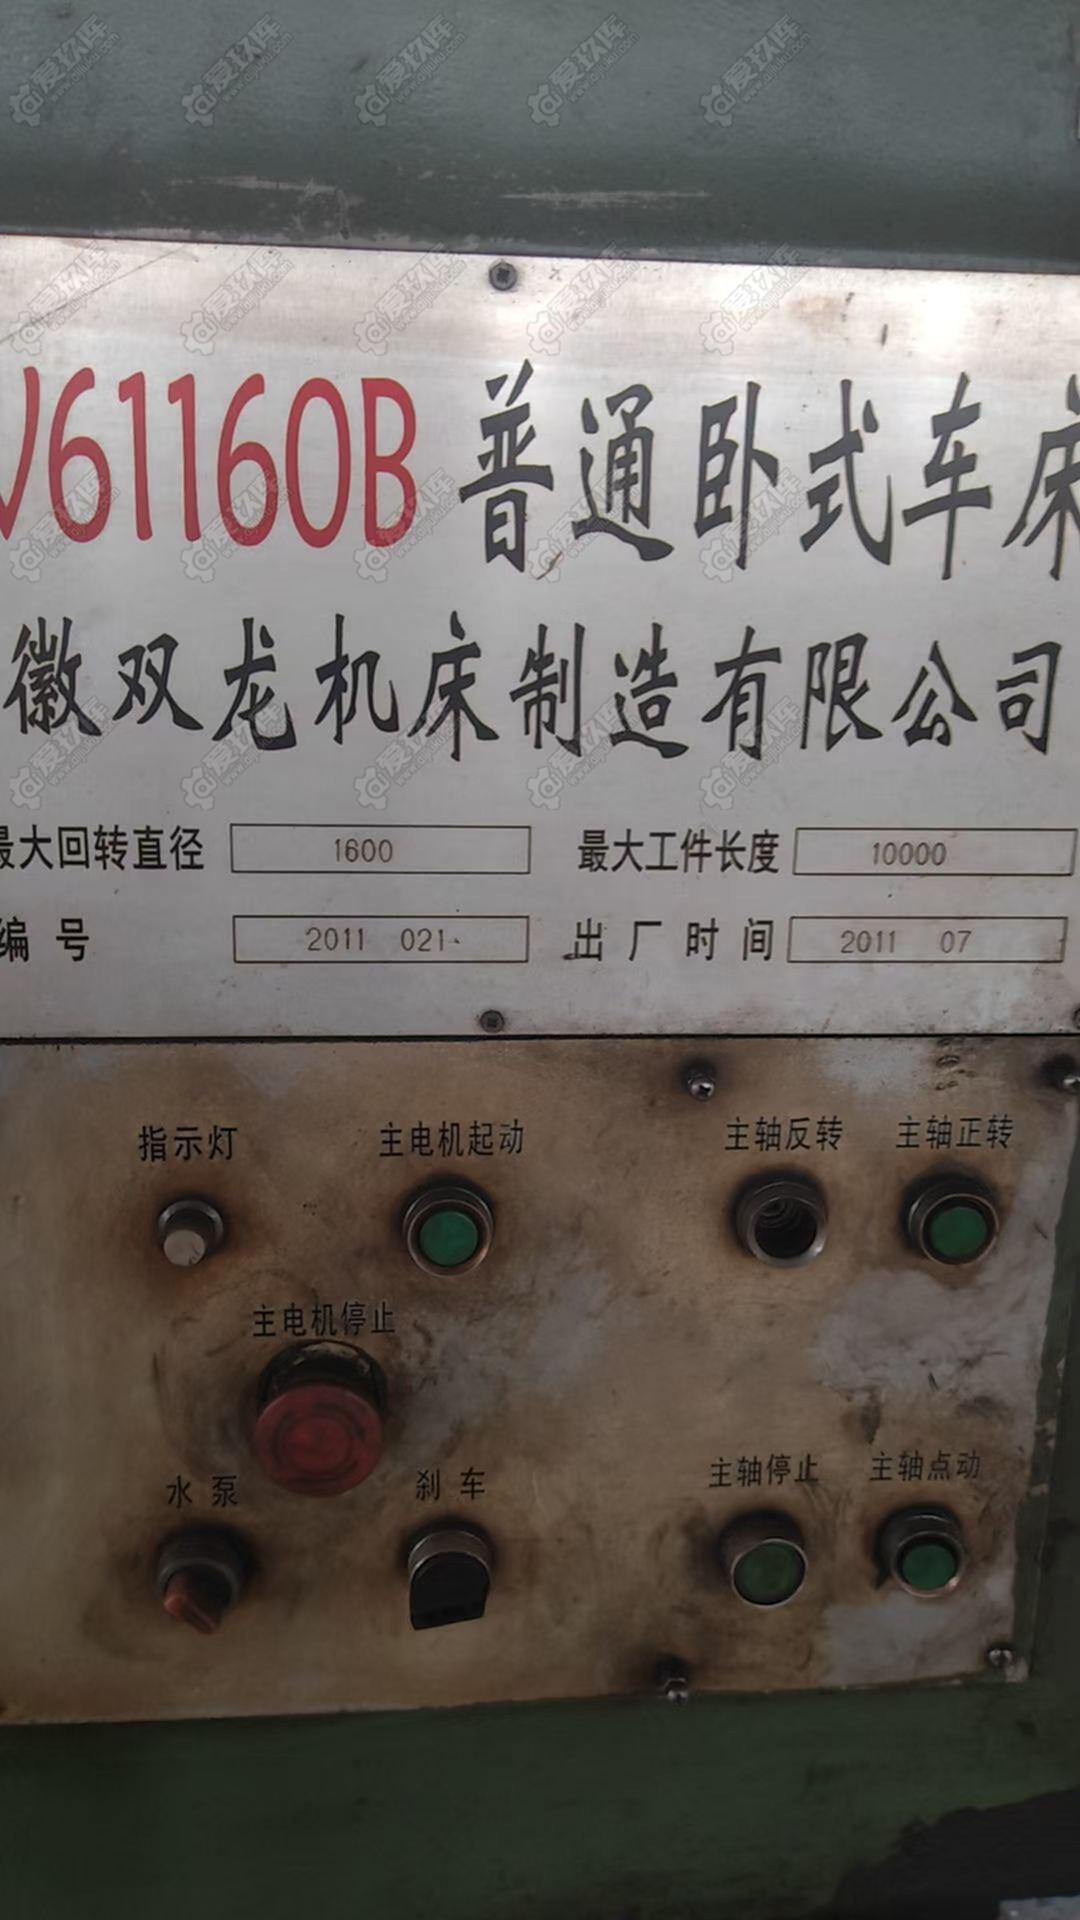 W61160B 普通卧式车床
徽双龙机床制造有限公司
最大回转直径 1600 最大工件长度 10000
编 号 2011 021 出 厂 时 间 2011 07
指示灯 主电机起动 主轴反转 主轴正转
主电机停止
水 泵 刹 车 主轴停止 主轴点动